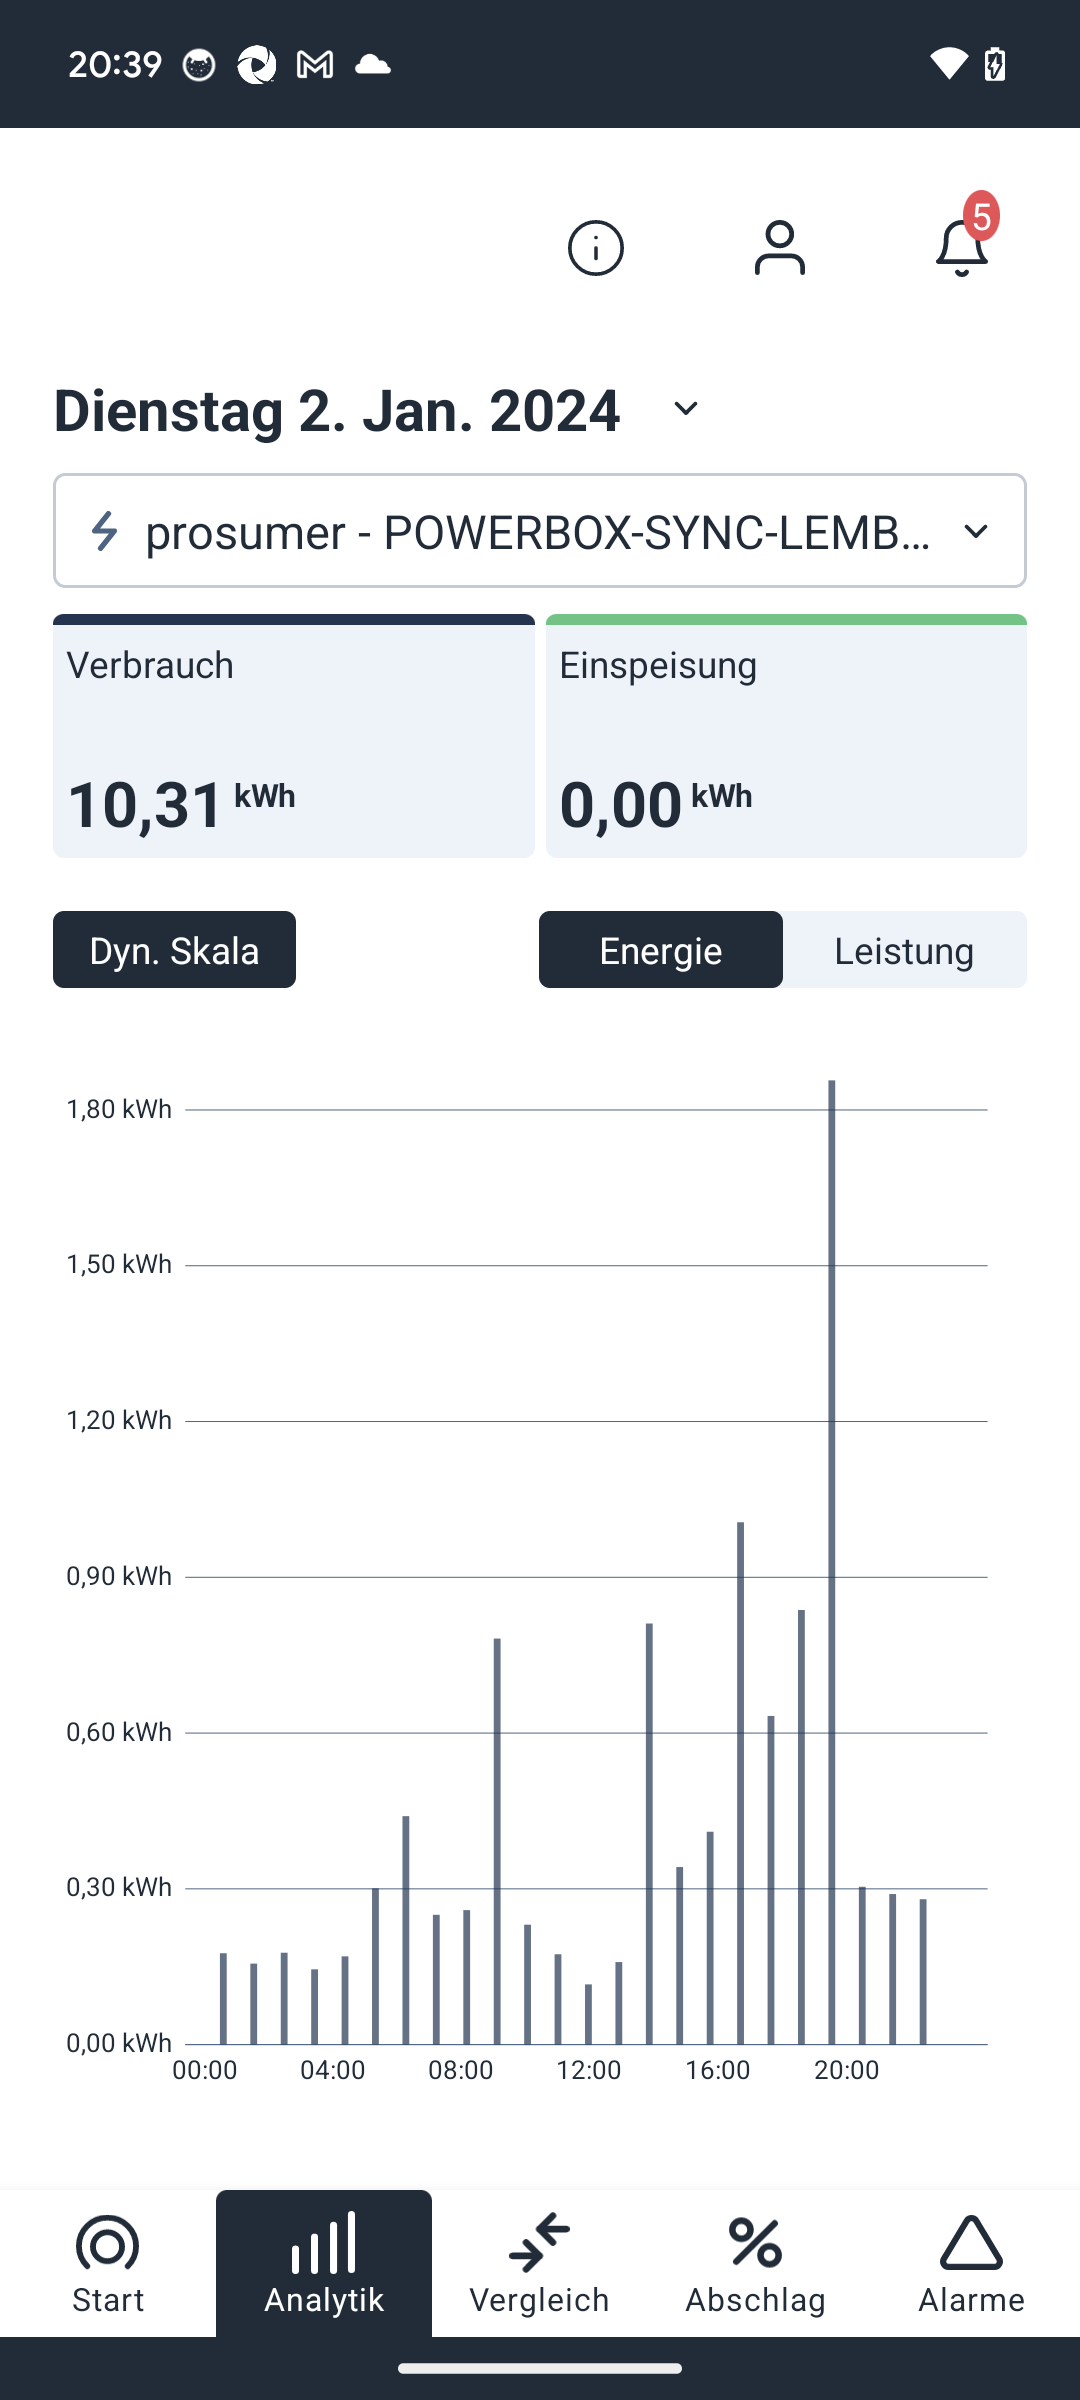 20:39
5
Dienstag 2. Jan. 2024
prosumer - POWERBOX-SYNC-LEMB...
Verbrauch
Einspeisung
10,31 kWh
0,00 kWh
Dyn. Skala
Energie
Leistung
1,80 kWh
1,50 kWh
1,20 kWh
0,90 kWh
0,60 kWh
0,30 kWh
0,00 kWh
00:00 04:00 08:00 12:00 16:00 20:00
Start
Analytik
Vergleich
Abschlag
Alarme